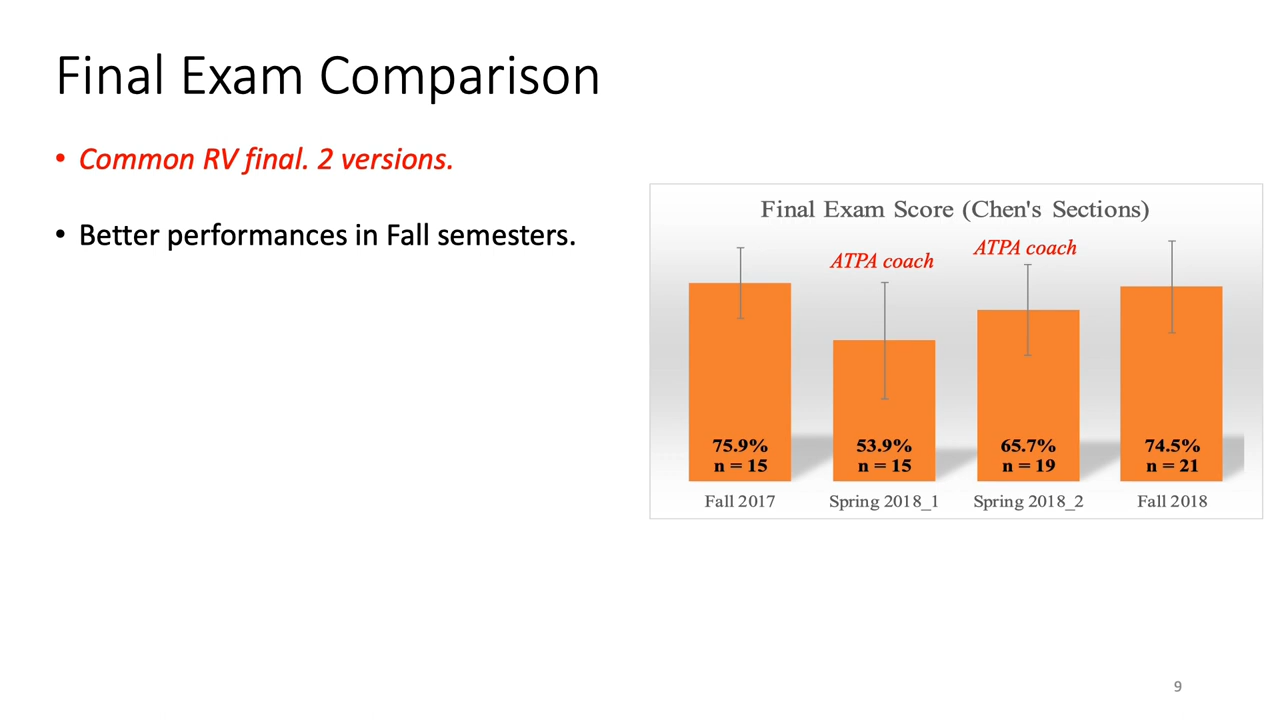 Final Exam Comparison
• Common RV final. 2 versions.
• Better performances in Fall semesters.
Final Exam Score (Chen's Sections)
ATPA coach
ATPA coach
75.9%
n = 15
53.9%
n = 15
65.7%
n = 19
74.5%
n = 21
Fall 2017
Spring 2018_1
Spring 2018_2
Fall 2018
9